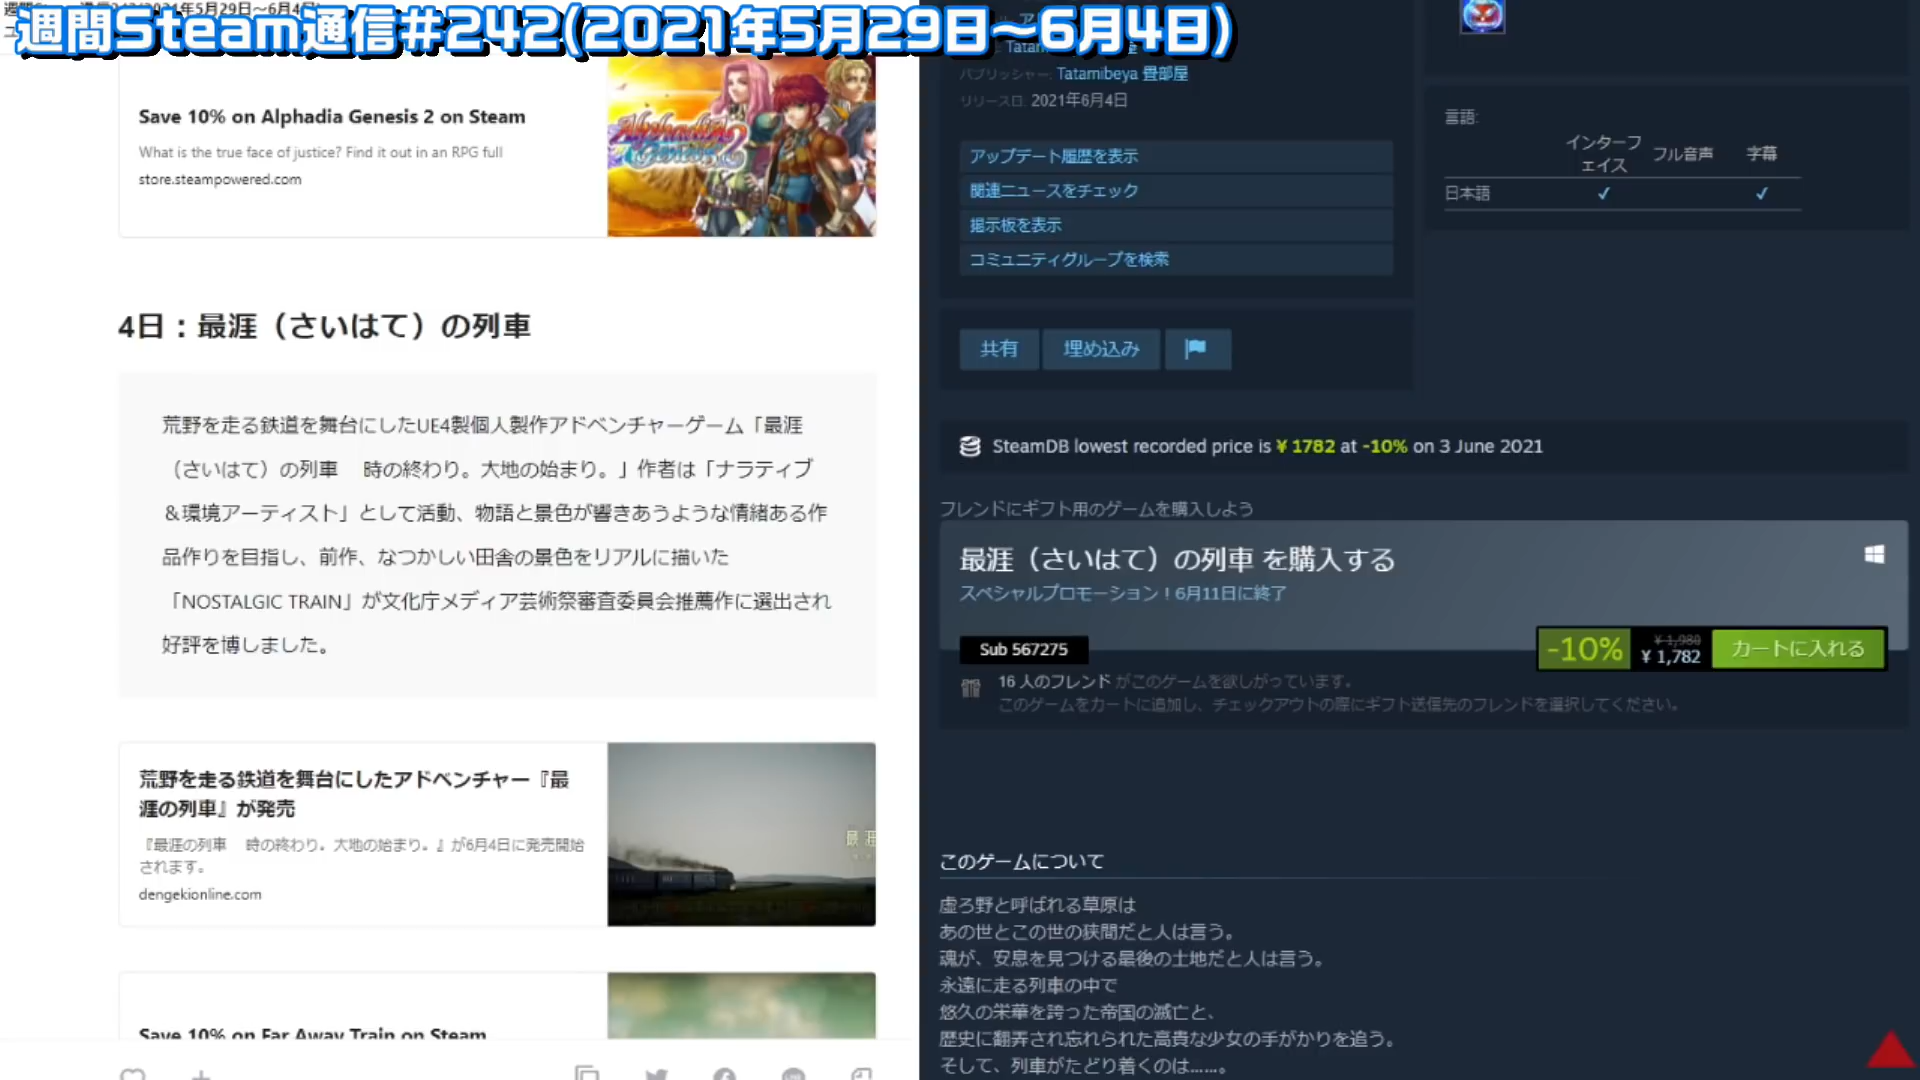 週間Steam通信#242(2021年5月29日～6月4日)
Save 10% on Alphadia Genesis 2 on Steam
What is the true face of justice? Find it out in an RPG full
store.steampowered.com
Alphadia Genesis 2
4日：最涯（さいはて）の列車
荒野を走る鉄道を舞台にしたUE4製個人製作アドベンチャーゲーム「最涯
（さいはて）の列車　時の終わり。大地の始まり。」作者は「ナラティブ
＆環境アーティスト」として活動、物語と景色が響きあうような情緒ある作
品作りを目指し、前作、なつかしい田舎の景色をリアルに描いた
「NOSTALGIC TRAIN」が文化庁メディア芸術祭審査委員会推薦作に選出され
好評を博しました。
荒野を走る鉄道を舞台にしたアドベンチャー『最
涯の列車』が発売
『最涯の列車　時の終わり。大地の始まり。』が6月4日に発売開始
されます。
dengekionline.com
最涯
Save 10% on Far Away Train on Steam
パブリッシャー: Tatamibeya 畳部屋
リリース日: 2021年6月4日
アップデート履歴を表示
関連ニュースをチェック
掲示板を表示
コミュニティグループを検索
共有
埋め込み
言語:
インターフェイス フル音声 字幕
日本語 ✓ ✓
SteamDB lowest recorded price is ¥ 1782 at -10% on 3 June 2021
フレンドにギフト用のゲームを購入しよう
最涯（さいはて）の列車 を購入する
スペシャルプロモーション！6月11日に終了
Sub 567275
-10% ¥ 1,980 ¥ 1,782 カートに入れる
16 人のフレンド がこのゲームを欲しがっています。
このゲームをカートに追加し、チェックアウトの際にギフト送信先のフレンドを選択してください。
このゲームについて
虚ろ野と呼ばれる草原は
あの世とこの世の狭間だと人は言う。
魂が、安息を見つける最後の土地だと人は言う。
永遠に走る列車の中で
悠久の栄華を誇った帝国の滅亡と、
歴史に翻弄され忘れられた高貴な少女の手がかりを追う。
そして、列車がたどり着くのは……。